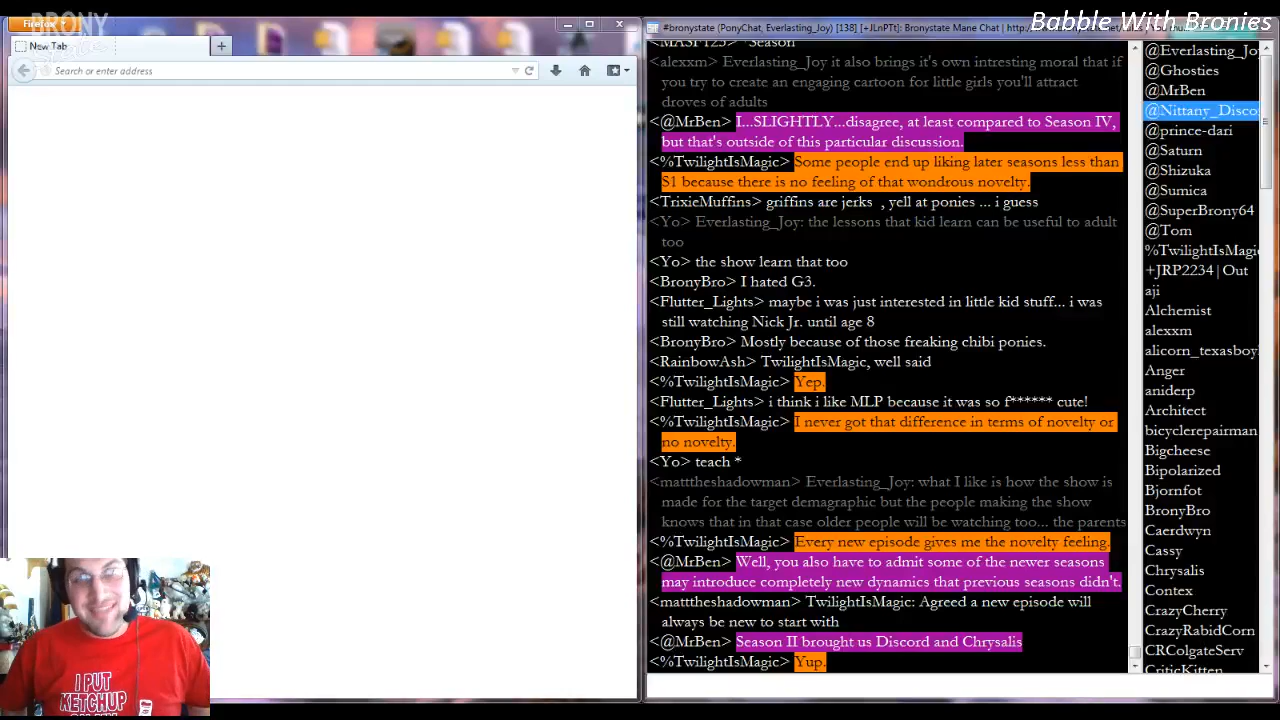 BRONY
Firefox
Babble With Bronies
#bronystate (PonyChat, Everlasting_Joy) [138] [+JLnPTt]: Bronystate Mane Chat | http://
New Tab
Search or enter address
MASF123> *Season
<alexxm> Everlasting_Joy it also brings it's own intresting moral that if
you try to create an engaging cartoon for little girls you'll attract
droves of adults
<@MrBen> I...SLIGHTLY...disagree, at least compared to Season IV,
but that's outside of this particular discussion.
<%TwilightIsMagic> Some people end up liking later seasons less than
S1 because there is no feeling of that wondrous novelty.
<TrixieMuffins> griffins are jerks , yell at ponies ... i guess
<Yo> Everlasting_Joy: the lessons that kid learn can be useful to adult
too
<Yo> the show learn that too
<BronyBro> I hated G3.
<Flutter_Lights> maybe i was just interested in little kid stuff... i was
still watching Nick Jr. until age 8
<BronyBro> Mostly because of those freaking chibi ponies.
<RainbowAsh> TwilightIsMagic, well said
<%TwilightIsMagic> Yep.
<Flutter_Lights> i think i like MLP because it was so f****** cute!
<%TwilightIsMagic> I never got that difference in terms of novelty or
no novelty.
<Yo> teach *
<matttheshadowman> Everlasting_Joy: what I like is how the show is
made for the target demagraphic but the people making the show
knows that in that case older people will be watching too... the parents
<%TwilightIsMagic> Every new episode gives me the novelty feeling.
<@MrBen> Well, you also have to admit some of the newer seasons
may introduce completely new dynamics that previous seasons didn't.
<matttheshadowman> TwilightIsMagic: Agreed a new episode will
always be new to start with
<@MrBen> Season II brought us Discord and Chrysalis
<%TwilightIsMagic> Yup.
@Everlasting_Jo
@Ghosties
@MrBen
@Nittany_Disco
@prince-dari
@Saturn
@Shizuka
@Sumica
@SuperBrony64
@Tom
%TwilightIsMagic
+JRP2234|Out
aji
Alchemist
alexxm
alicorn_texasboy
Anger
aniderp
Architect
bicyclerepairman
Bigcheese
Bipolarized
Bjornfot
BronyBro
Caerdwyn
Cassy
Chrysalis
Contex
CrazyCherry
CrazyRabidCorn
CRColgateServ
CriticKitten
I PUT
KETCHUP